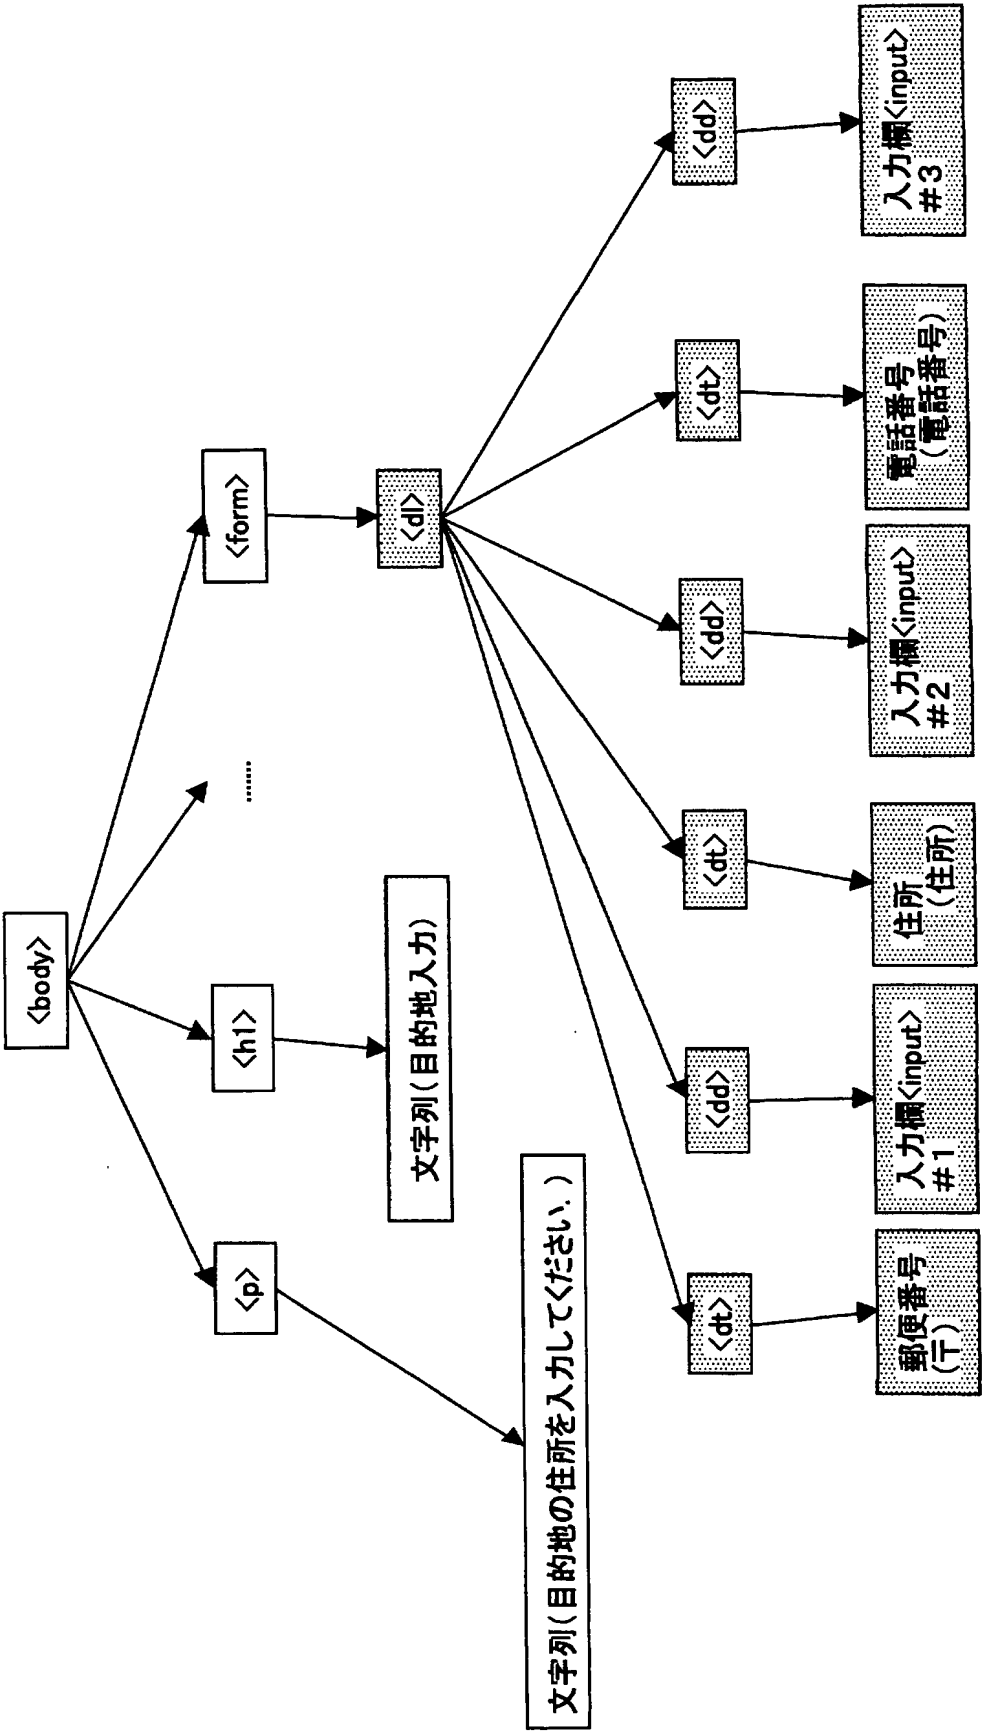 <body>
<p>
<h1>
.......
<form>
文字列(目的地の住所を入力してください.)
文字列(目的地入力)
<dl>
<dt>
<dd>
<dt>
<dd>
<dt>
<dd>
郵便番号
(〒)
入力欄<input>
#1
住所
(住所)
入力欄<input>
#2
電話番号
(電話番号)
入力欄<input>
#3